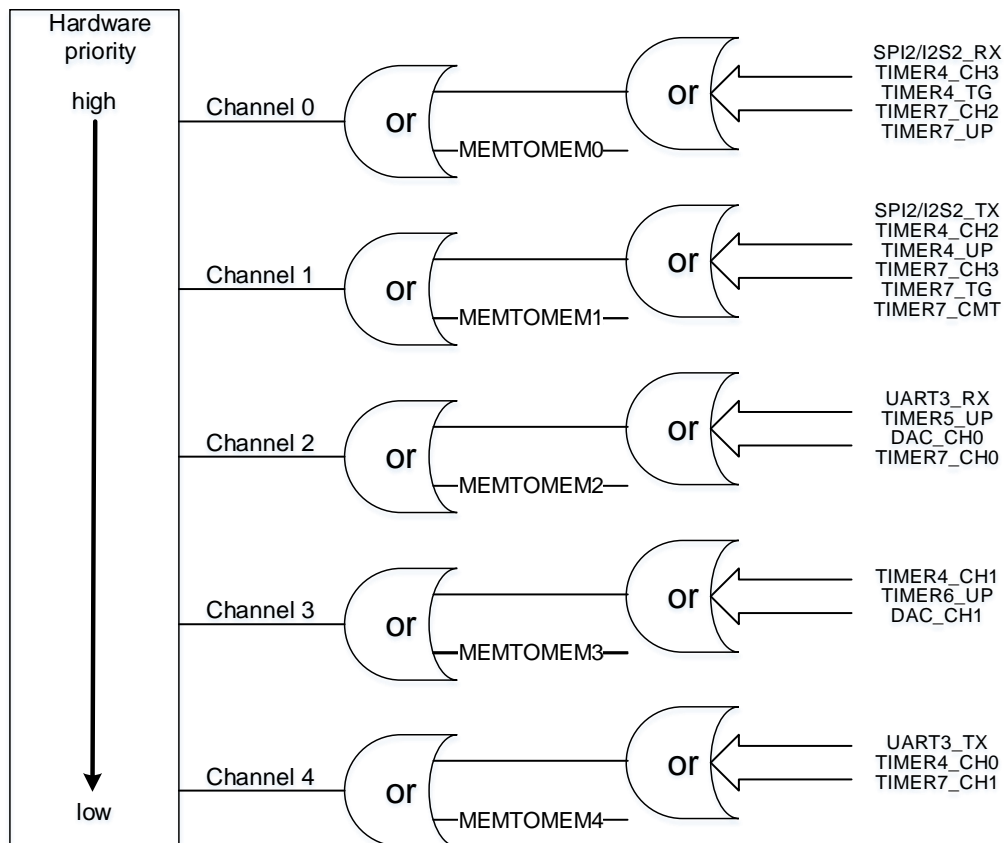 Hardware
priority
high
low
Channel 0
or
MEMTOMEM0
or
SPI2/I2S2_RX
TIMER4_CH3
TIMER4_TG
TIMER7_CH2
TIMER7_UP
Channel 1
or
MEMTOMEM1
or
SPI2/I2S2_TX
TIMER4_CH2
TIMER4_UP
TIMER7_CH3
TIMER7_TG
TIMER7_CMT
Channel 2
or
MEMTOMEM2
or
UART3_RX
TIMER5_UP
DAC_CH0
TIMER7_CH0
Channel 3
or
MEMTOMEM3
or
TIMER4_CH1
TIMER6_UP
DAC_CH1
Channel 4
or
MEMTOMEM4
or
UART3_TX
TIMER4_CH0
TIMER7_CH1